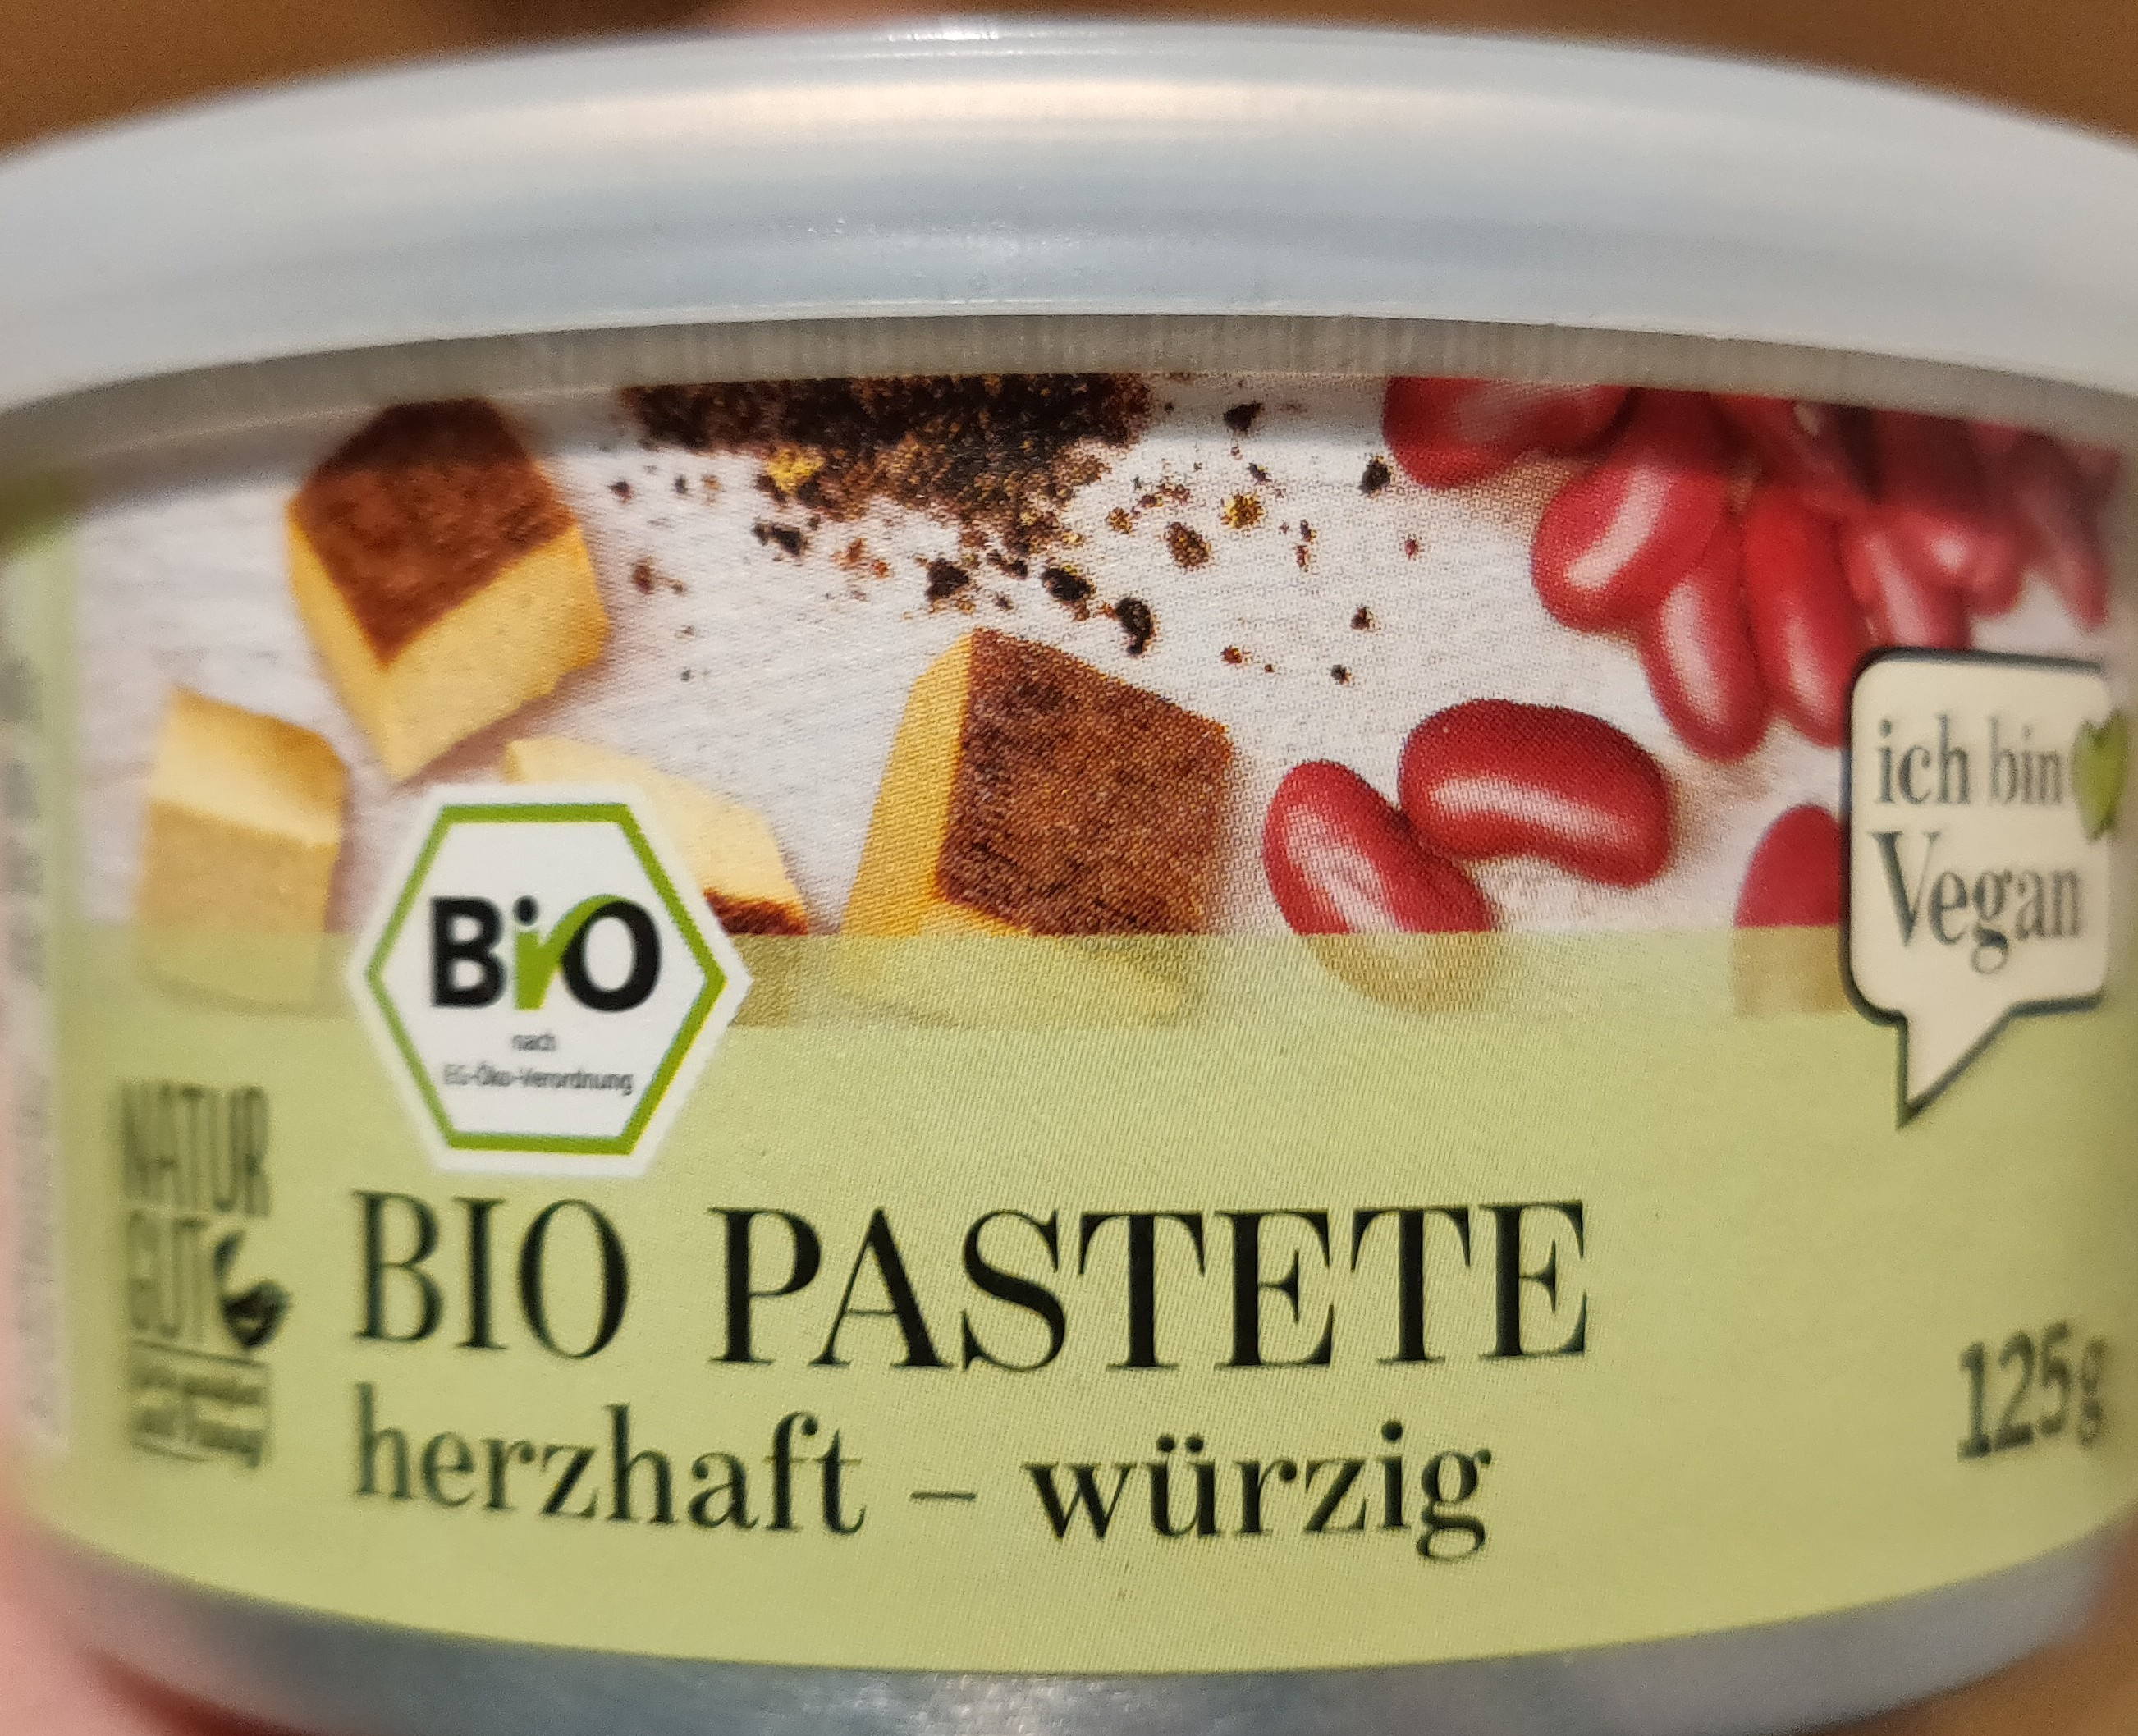 ich bin
Vegan
BiO
nach
EG-Öko-Verordnung
NATUR
GUT
BIO PASTETE
herzhaft – würzig
125g